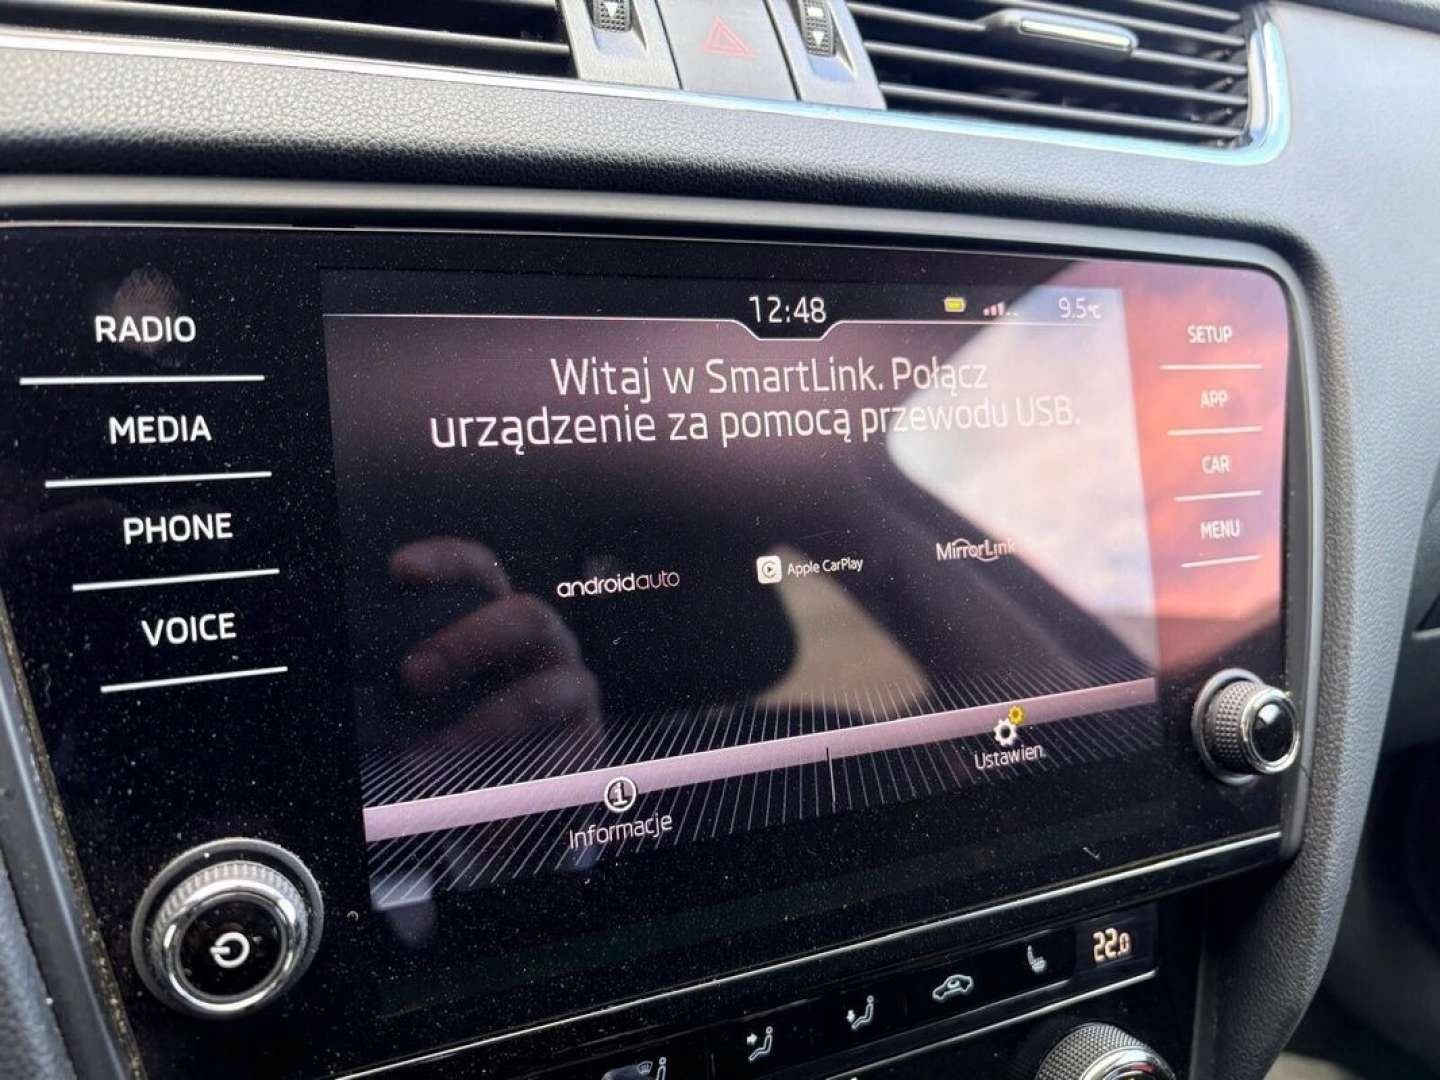 12:48
9.5°C
RADIO
MEDIA
PHONE
VOICE
Witaj w SmartLink. Połącz
urządzenie za pomocą przewodu USB.
androidauto
Apple CarPlay
MirrorLink
Informacje
Ustawien
SETUP
APP
CAR
MENU
22.0